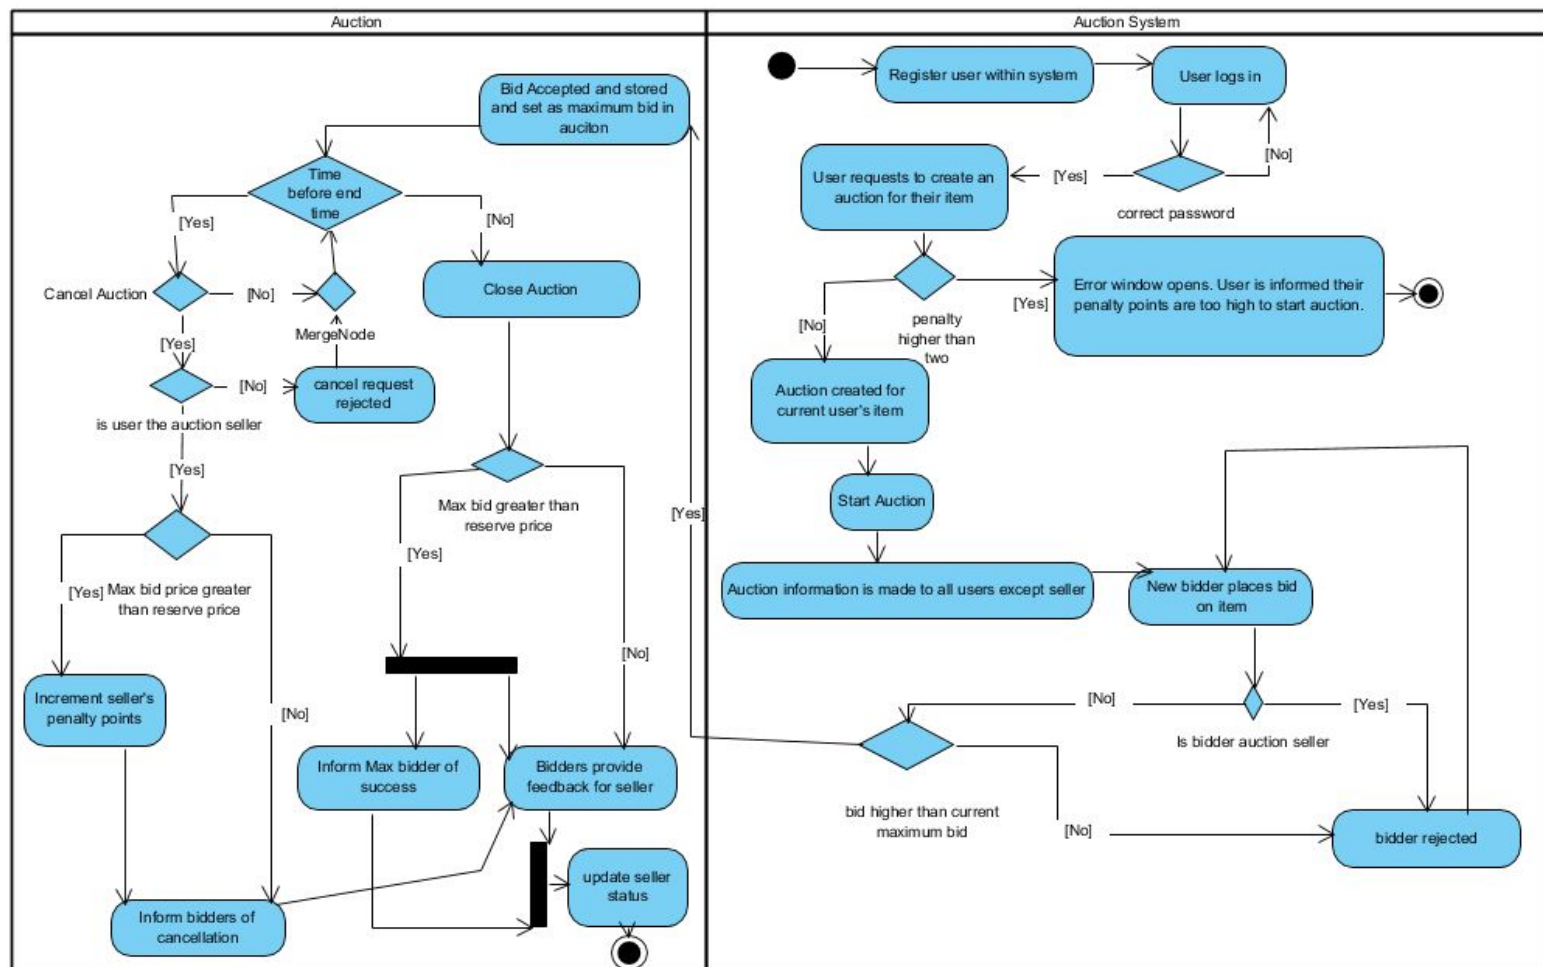 Auction
Auction System
Bid Accepted and stored
and set as maximum bid in
auciton
Time
before end
time
[Yes]
[No]
Cancel Auction
[No]
Close Auction
[Yes]
MergeNode
[No]
cancel request
rejected
is user the auction seller
[Yes]
Max bid greater than
reserve price
[Yes]
[Yes]
Max bid price greater
than reserve price
[Yes]
[No]
[No]
Increment seller's
penalty points
Inform Max bidder of
success
Bidders provide
feedback for seller
update seller
status
Inform bidders of
cancellation
Register user within system
User logs in
[No]
[Yes]
correct password
User requests to create an
auction for their item
Error window opens. User is informed their
penalty points are too high to start auction.
[Yes]
[No]
penalty
higher than
two
Auction created for
current user's item
Start Auction
Auction information is made to all users except seller
New bidder places bid
on item
[No]
[Yes]
Is bidder auction seller
bid higher than current
maximum bid
[No]
bidder rejected